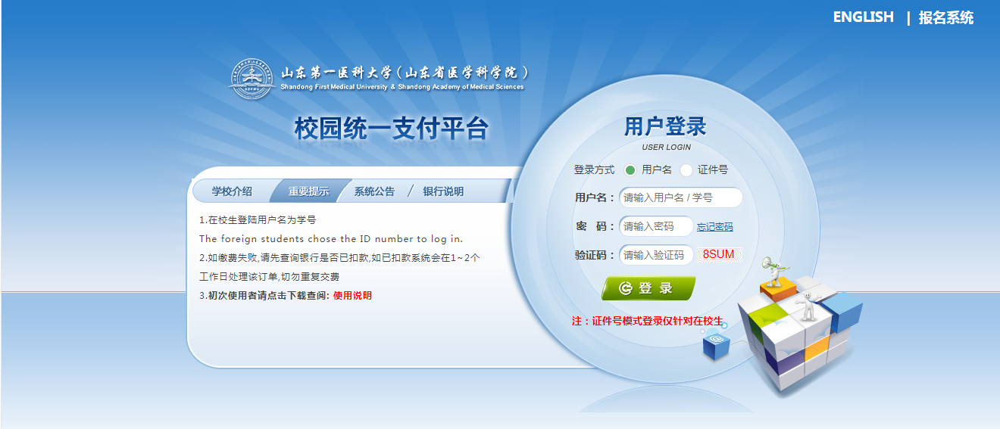 ENGLISH | 报名系统
山东第一医科大学（山东省医学科学院）
Shandong First Medical University & Shandong Academy of Medical Sciences
校园统一支付平台
学校介绍 重要提示 系统公告 / 银行说明
1.在校生登陆用户名为学号
The foreign students chose the ID number to log in.
2.如缴费失败,请先查询银行是否已扣款,如已扣款系统会在1~2个
工作日处理该订单,切勿重复交费
3.初次使用者请点击下载查阅: 使用说明
用户登录
USER LOGIN
登录方式 用户名 证件号
用户名： 请输入用户名 / 学号
密 码： 请输入密码 忘记密码
验证码： 请输入验证码 8SUM
登 录
注：证件号模式登录仅针对在校生
@